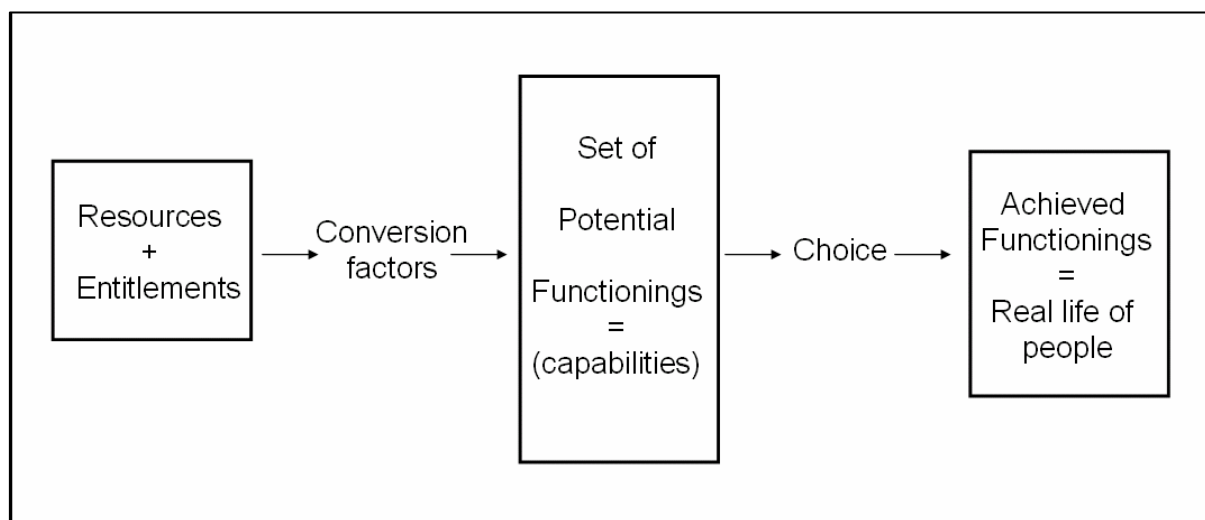 Resources
+
Entitlements
Conversion
factors
Set of
Potential
Functionings
=
(capabilities)
Choice
Achieved
Functionings
=
Real life of
people